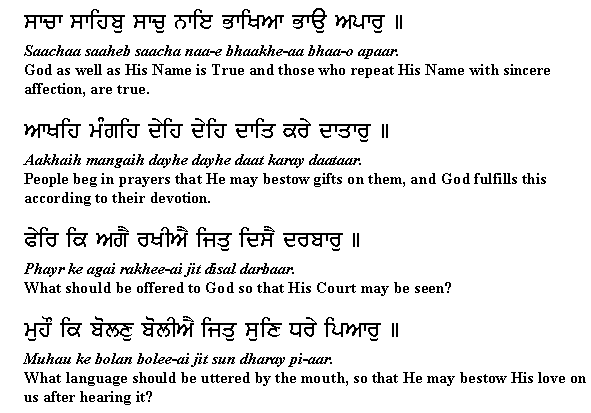 ਸਾਚਾ ਸਾਹਿਬੁ ਸਾਚੁ ਨਾਇ ਭਾਖਿਆ ਭਾਉ ਅਪਾਰੁ ॥
Saachaa saaheb saacha naa-e bhaakhe-aa bhaa-o apaar.
God as well as His Name is True and those who repeat His Name with sincere
affection, are true.
ਆਖਹਿ ਮੰਗਹਿ ਦੇਹਿ ਦੇਹਿ ਦਾਤਿ ਕਰੇ ਦਾਤਾਰੁ ॥
Aakhaih mangaih dayhe dayhe daat karay daataar.
People beg in prayers that He may bestow gifts on them, and God fulfills this
according to their devotion.
ਫੇਰਿ ਕਿ ਅਗੈ ਰਖੀਐ ਜਿਤੁ ਦਿਸੈ ਦਰਬਾਰੁ ॥
Phayr ke agai rakhee-ai jit disal darbaar.
What should be offered to God so that His Court may be seen?
ਮੁਹੌ ਕਿ ਬੋਲਣੁ ਬੋਲੀਐ ਜਿਤੁ ਸੁਣਿ ਧਰੇ ਪਿਆਰੁ ॥
Muhau ke bolan bolee-ai jit sun dharay pi-aar.
What language should be uttered by the mouth, so that He may bestow His love on
us after hearing it?